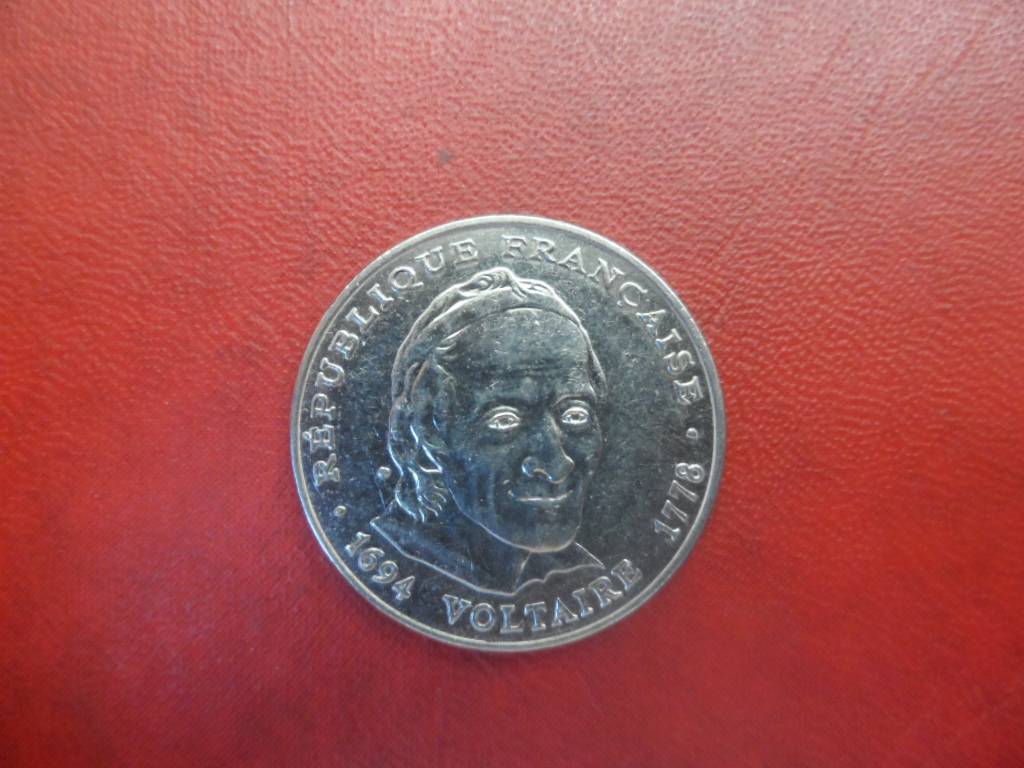 · RÉPUBLIQUE FRANÇAISE ·
1694 VOLTAIRE 1778